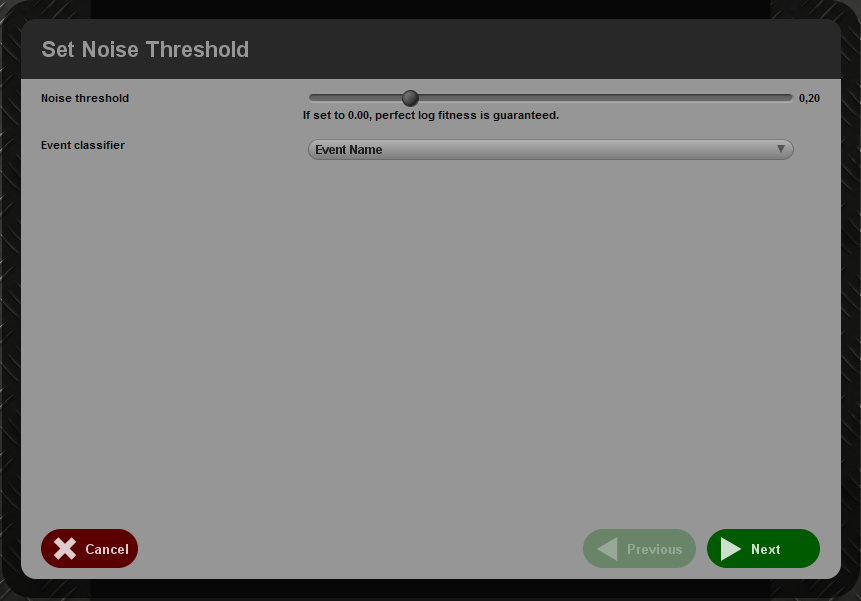 Set Noise Threshold
Noise threshold 0,20
If set to 0.00, perfect log fitness is guaranteed.
Event classifier Event Name
Cancel Previous Next